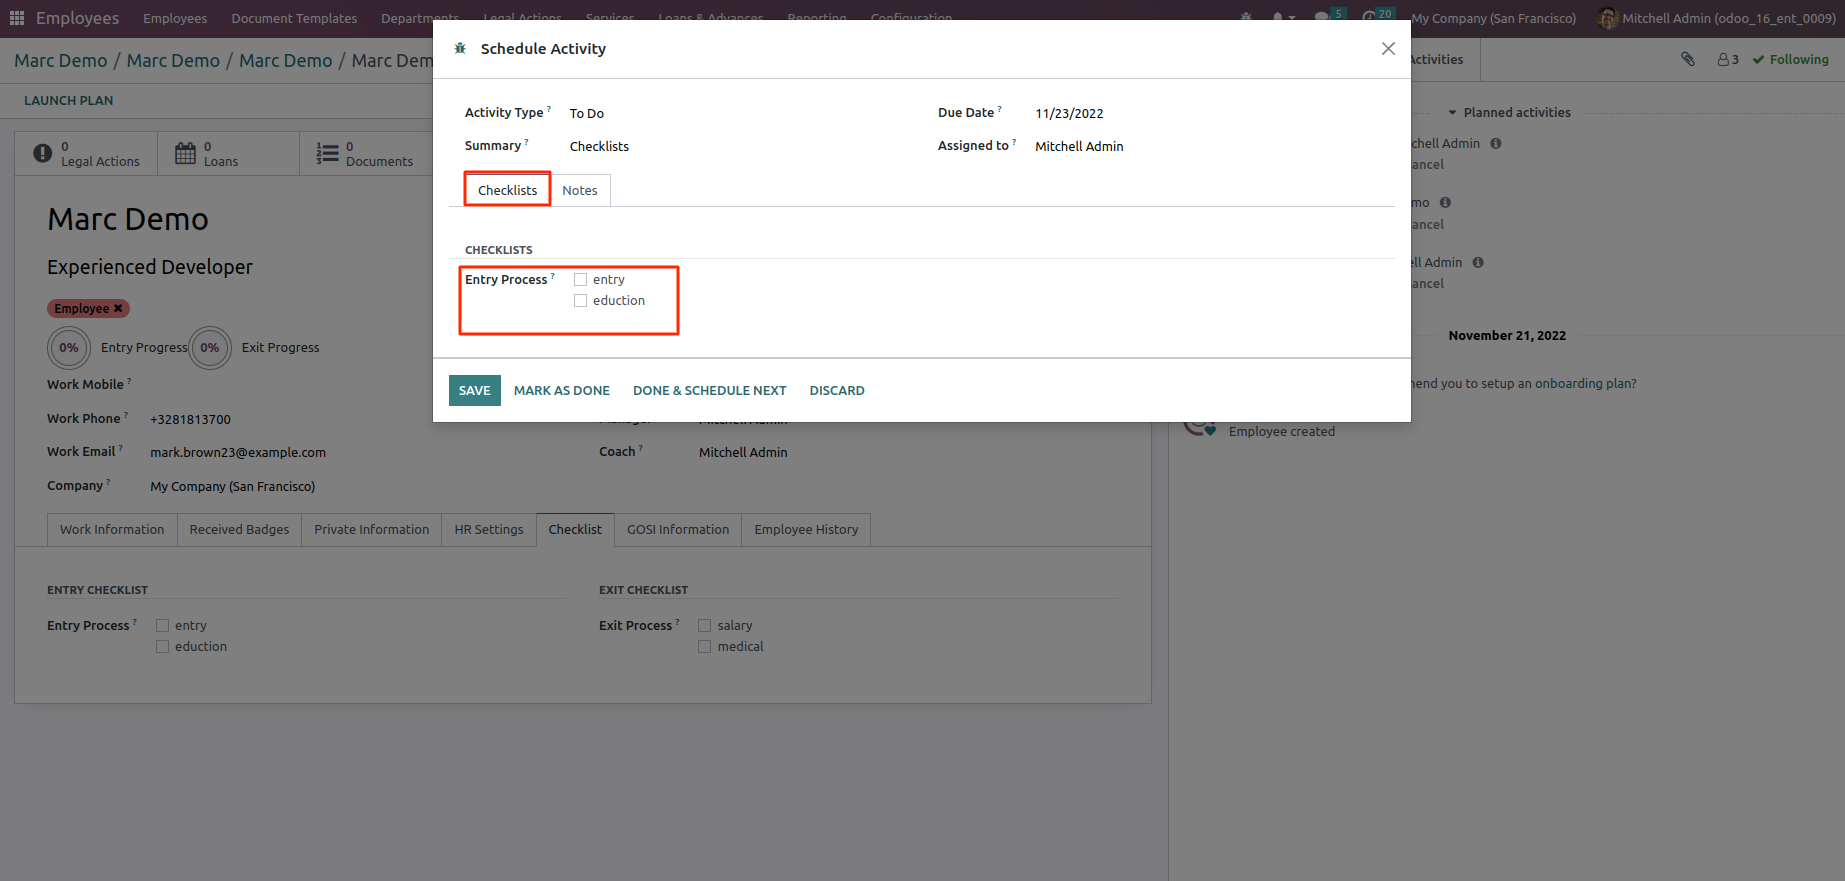 Employees Employees Document Templates Departments Legal Actions Services Loans & Advances Reporting Configuration 5 20 My Company (San Francisco) Mitchell Admin (odoo_16_ent_0009)
Marc Demo / Marc Demo / Marc Demo / Marc Dem
LAUNCH PLAN
0 Legal Actions
0 Loans
0 Documents
Marc Demo
Experienced Developer
Employee ✖
0% Entry Progress 0% Exit Progress
Work Mobile ?
Work Phone ? +3281813700
Work Email ? mark.brown23@example.com
Company ? My Company (San Francisco)
Coach ? Mitchell Admin
Work Information Received Badges Private Information HR Settings Checklist GOSI Information Employee History
ENTRY CHECKLIST
Entry Process ? entry
eduction
EXIT CHECKLIST
Exit Process ? salary
medical
Schedule Activity
Activity Type ? To Do
Due Date ? 11/23/2022
Summary ? Checklists
Assigned to ? Mitchell Admin
Checklists Notes
CHECKLISTS
Entry Process ? entry
eduction
SAVE MARK AS DONE DONE & SCHEDULE NEXT DISCARD
ctivities 3 Following
Planned activities
chell Admin
ancel
mo
ancel
ell Admin
ancel
November 21, 2022
end you to setup an onboarding plan?
Employee created